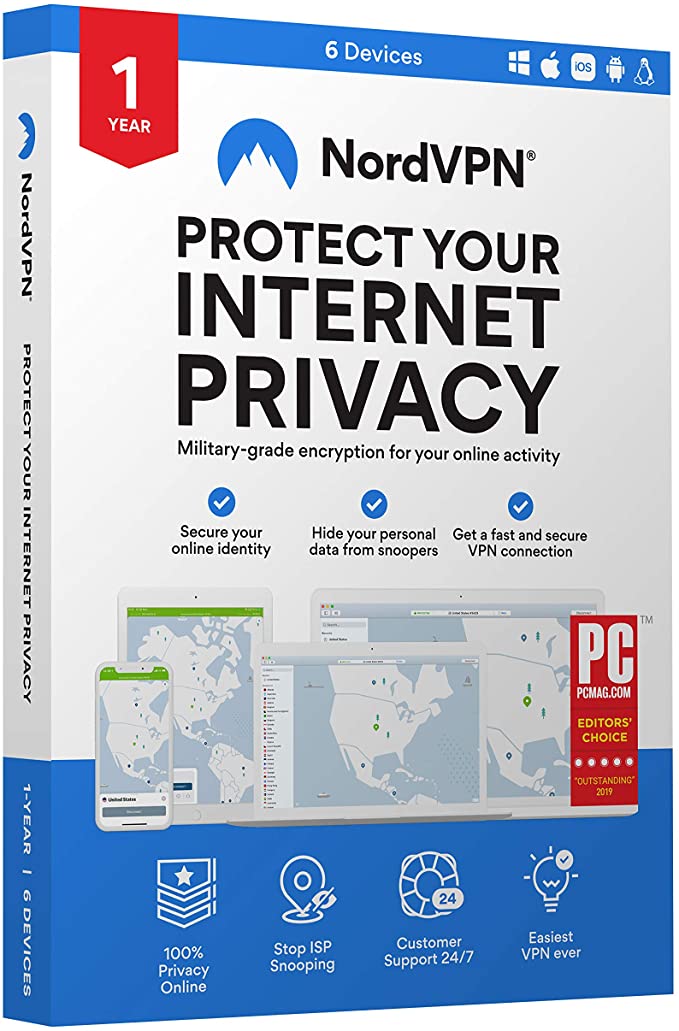 6 Devices
iOS
1
YEAR
NordVPN®
PROTECT YOUR
INTERNET
PRIVACY
Military-grade encryption for your online activity
Secure your
online identity
Hide your personal
data from snoopers
Get a fast and secure
VPN connection
United States
PC
TM
PCMAG.COM
EDITORS'
CHOICE
"OUTSTANDING"
2019
100%
Privacy
Online
Stop ISP
Snooping
24
Customer
Support 24/7
Easiest
VPN ever
NordVPN®
PROTECT YOUR INTERNET PRIVACY
1-YEAR | 6 DEVICES